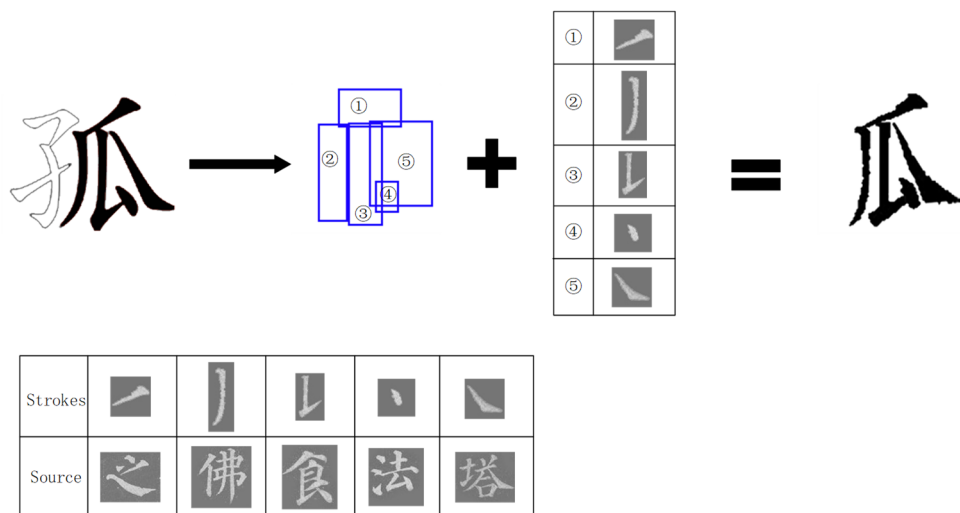 孤
① ② ③ ④ ⑤
+
①
②
③
④
⑤
=
瓜
Strokes
Source 之 佛 食 法 塔